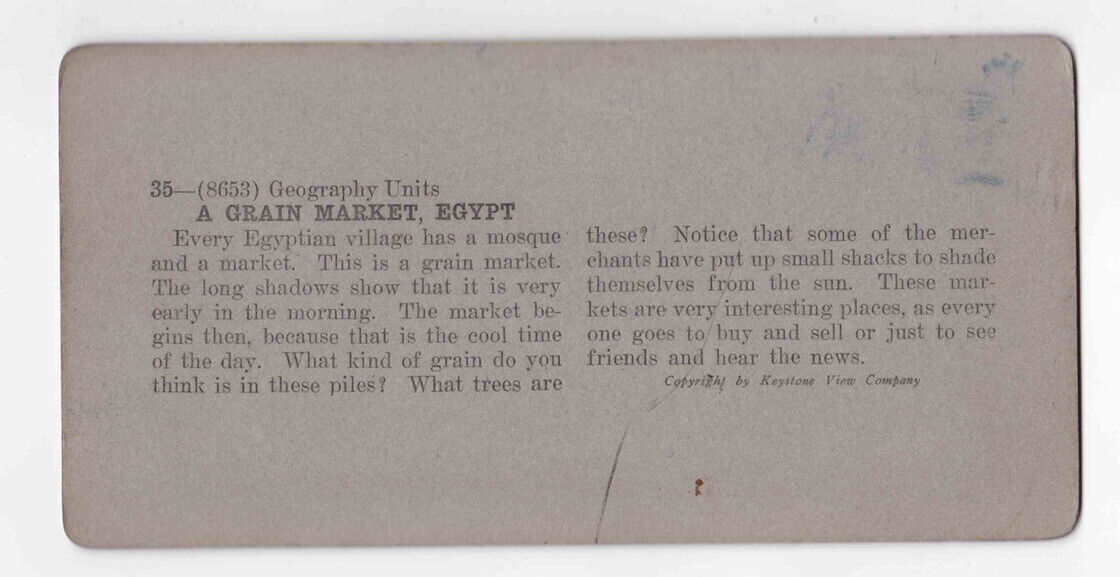 35—(8653) Geography Units
A GRAIN MARKET, EGYPT
Every Egyptian village has a mosque
and a market. This is a grain market.
The long shadows show that it is very
early in the morning. The market be-
gins then, because that is the cool time
of the day. What kind of grain do you
think is in these piles? What trees are
these? Notice that some of the mer-
chants have put up small shacks to shade
themselves from the sun. These mar-
kets are very interesting places, as every
one goes to buy and sell or just to see
friends and hear the news.
Copyright by Keystone View Company